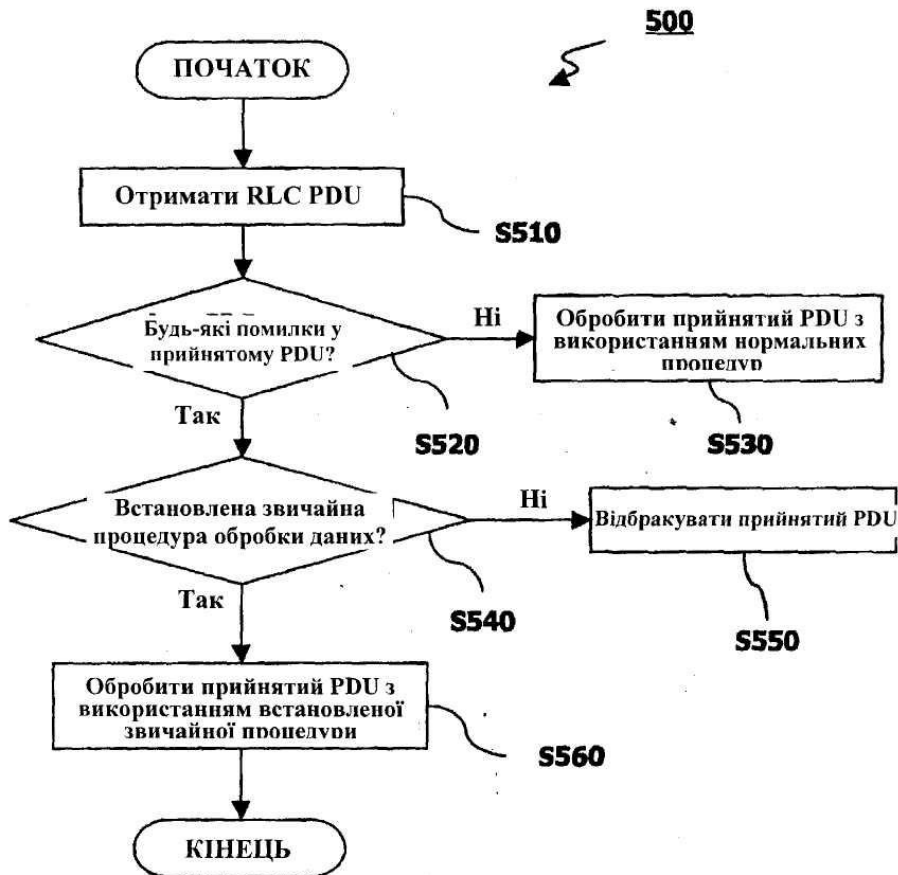 500
ПОЧАТОК
Отримати RLC PDU
S510
Будь-які помилки у
прийнятому PDU?
Ні
Обробити прийнятий PDU з
використанням нормальних
процедур
Так
S520
S530
Встановлена звичайна
процедура обробки даних?
Ні
Відбракувати прийнятий PDU
Так
S540
S550
Обробити прийнятий PDU з
використанням встановленої
звичайної процедури
S560
КІНЕЦЬ